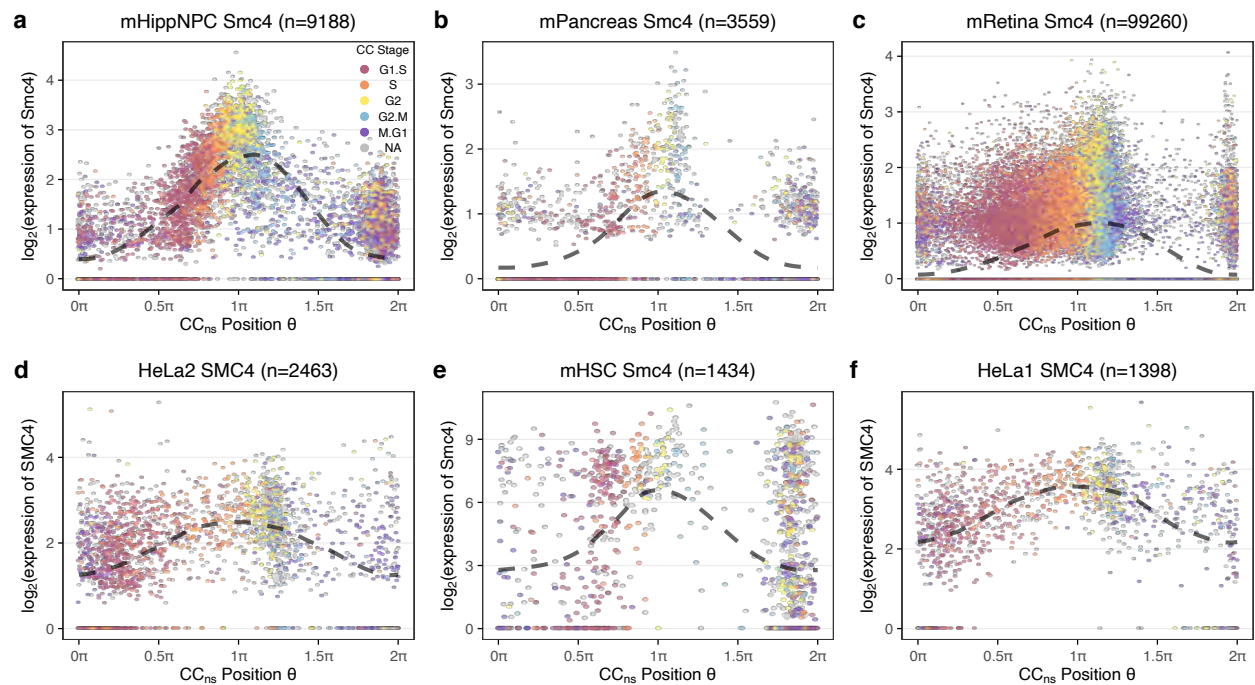 a
mHippNPC Smc4 (n=9188)
log2(expression of Smc4)
4
3
2
1
0
0π 0.5π 1π 1.5π 2π
CCns Position θ
CC Stage
G1.S
S
G2
G2.M
M.G1
NA
b
mPancreas Smc4 (n=3559)
log2(expression of Smc4)
3
2
1
0
0π 0.5π 1π 1.5π 2π
CCns Position θ
c
mRetina Smc4 (n=99260)
log2(expression of Smc4)
4
3
2
1
0
0π 0.5π 1π 1.5π 2π
CCns Position θ
d
HeLa2 SMC4 (n=2463)
log2(expression of SMC4)
4
2
0
0π 0.5π 1π 1.5π 2π
CCns Position θ
e
mHSC Smc4 (n=1434)
log2(expression of Smc4)
9
6
3
0
0π 0.5π 1π 1.5π 2π
CCns Position θ
f
HeLa1 SMC4 (n=1398)
log2(expression of SMC4)
4
2
0
0π 0.5π 1π 1.5π 2π
CCns Position θ